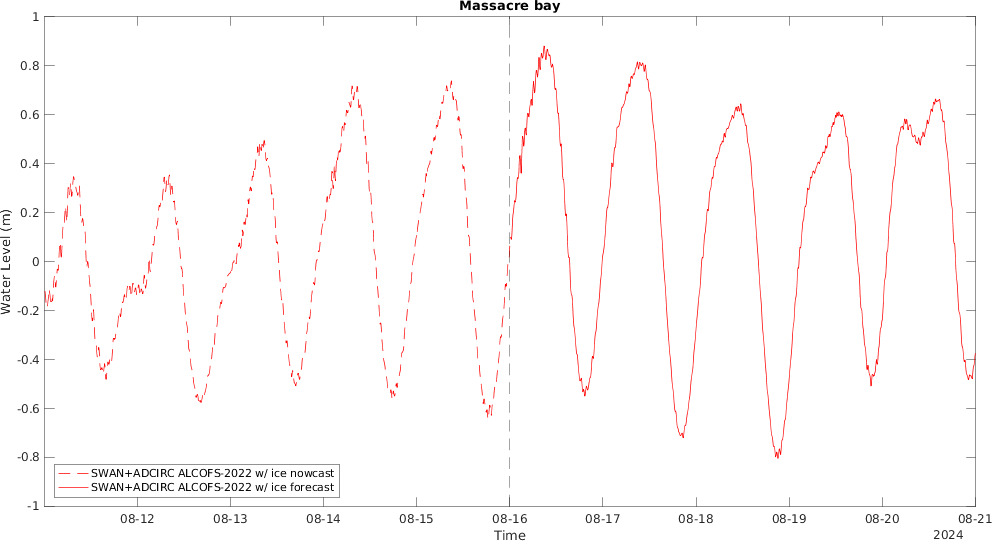 Massacre bay
1
0.8
0.6
0.4
0.2
0
-0.2
-0.4
-0.6
-0.8
-1
Water Level (m)
SWAN+ADCIRC ALCOFS-2022 w/ ice nowcast
SWAN+ADCIRC ALCOFS-2022 w/ ice forecast
08-12 08-13 08-14 08-15 08-16 08-17 08-18 08-19 08-20 08-21
Time
2024